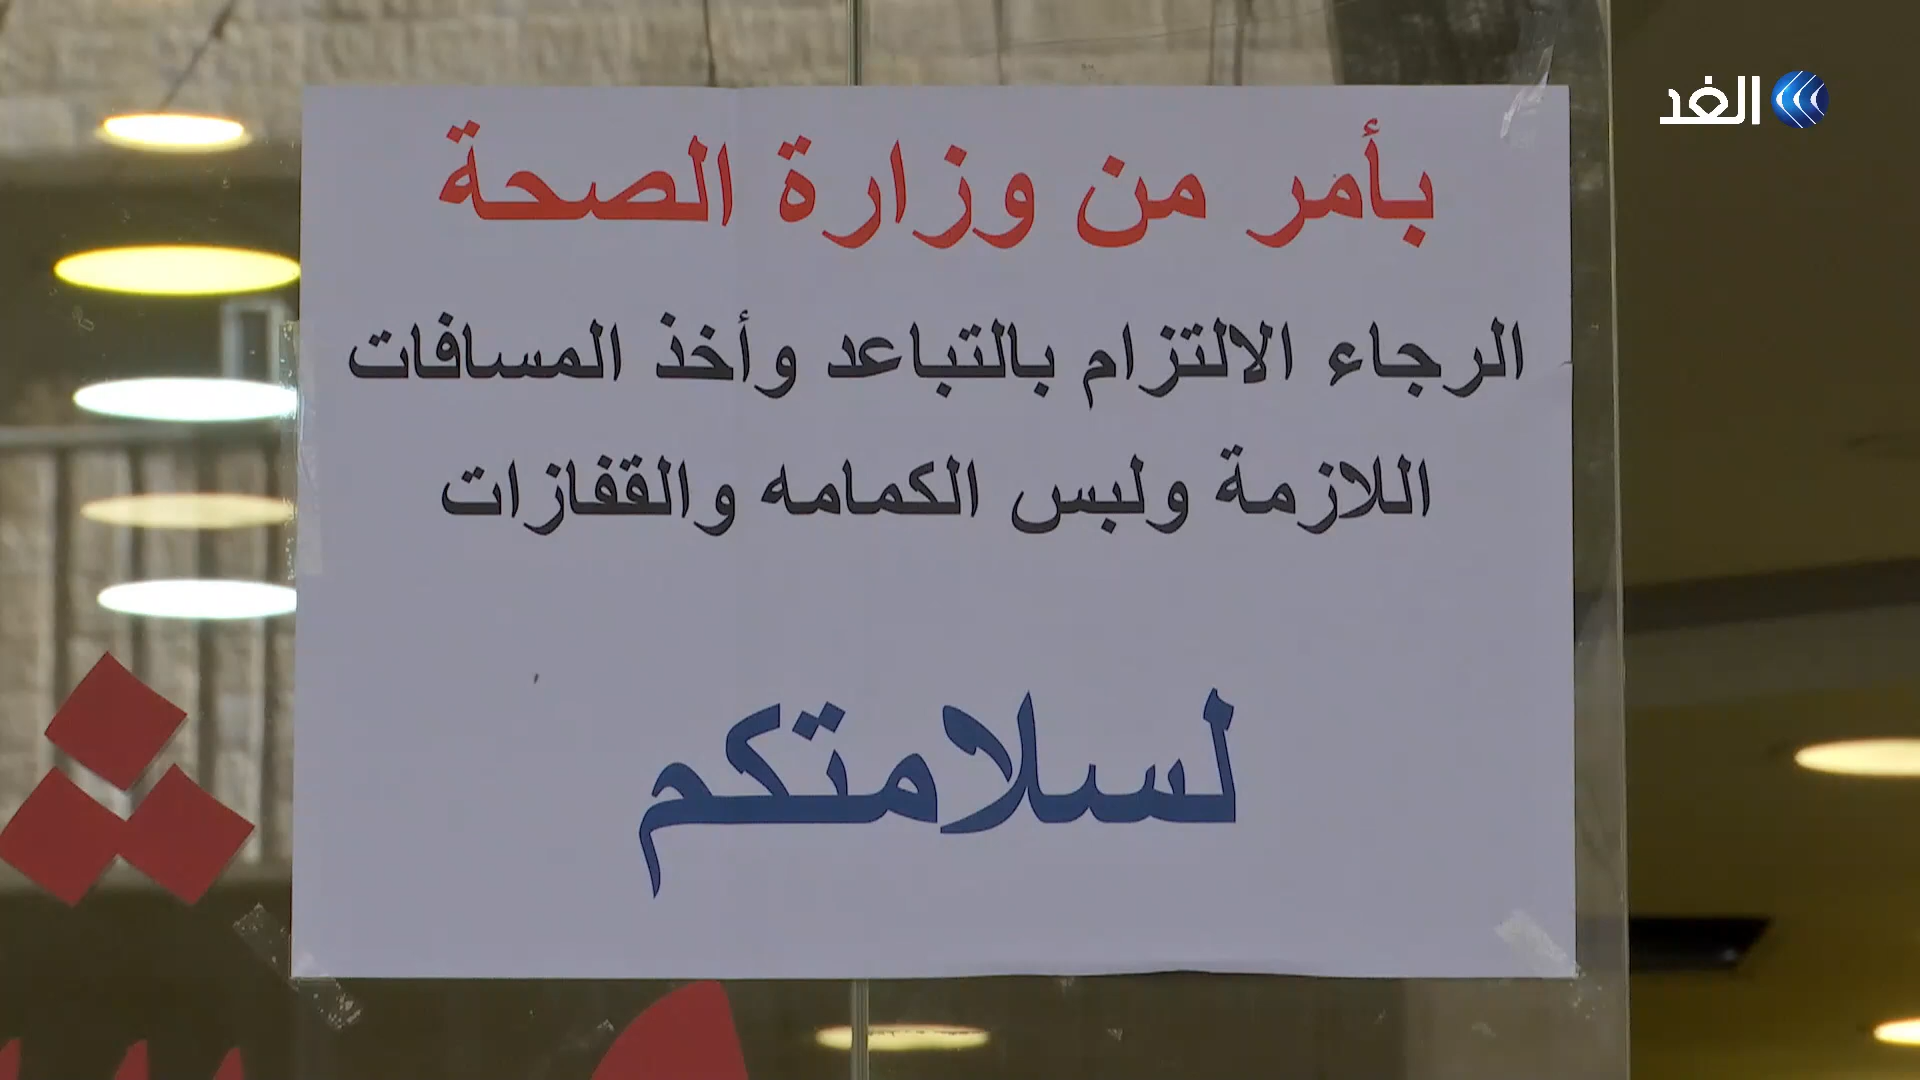 الغد
بأمر من وزارة الصحة
الرجاء الالتزام بالتباعد وأخذ المسافات
اللازمة ولبس الكمامه والقفازات
لسلامتكم